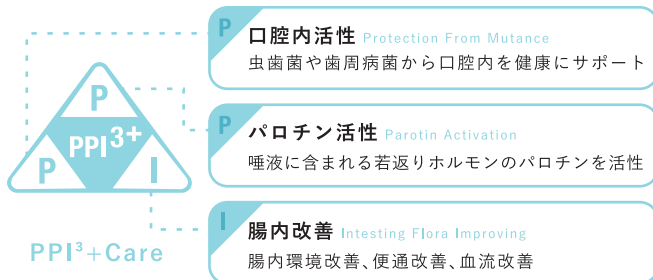 P
口腔内活性 Protection From Mutance
虫歯菌や歯周病菌から口腔内を健康にサポート
P
パロチン活性 Parotin Activation
唾液に含まれる若返りホルモンのパロチンを活性
I
腸内改善 Intesting Flora Improving
腸内環境改善、便通改善、血流改善
P
PPI³⁺
P I
PPI³+Care